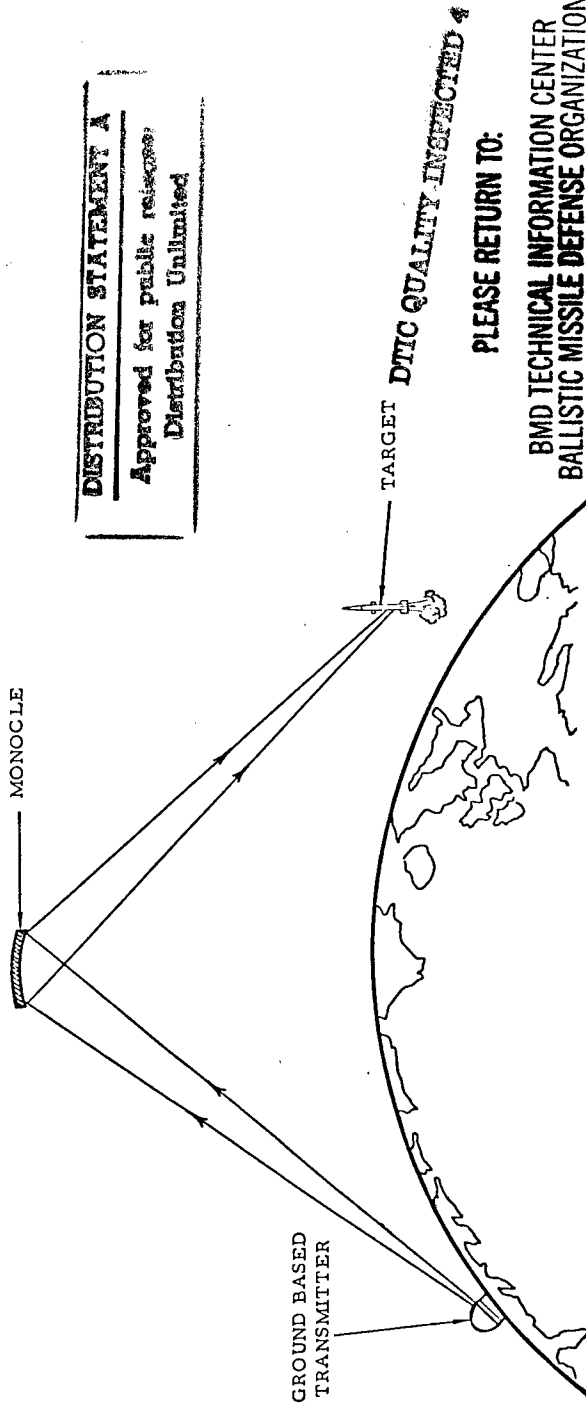 DISTRIBUTION STATEMENT A
Approved for public release;
Distribution Unlimited
MONOCLE
TARGET
DTIC QUALITY INSPECTED 4
GROUND BASED
TRANSMITTER
PLEASE RETURN TO:
BMD TECHNICAL INFORMATION CENTER
BALLISTIC MISSILE DEFENSE ORGANIZATION